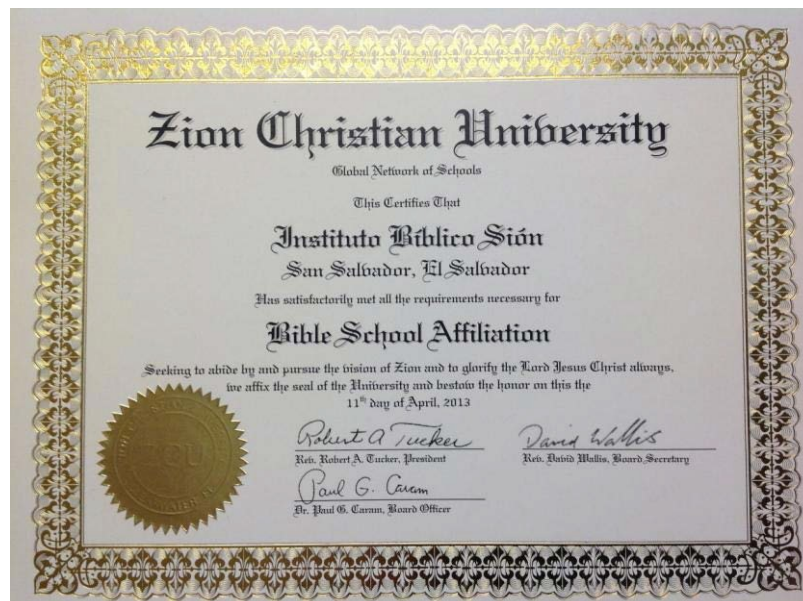 Zion Christian University
Global Network of Schools
This Certifies That
Instituto Bíblico Sión
San Salvador, El Salvador
Has satisfactorily met all the requirements necessary for
Bible School Affiliation
Seeking to abide by and pursue the vision of Zion and to glorify the Lord Jesus Christ always,
we affix the seal of the University and bestow the honor on this the
11th day of April, 2013
Robert A Tucker
David Wallis
Rev. Robert A. Tucker, President
Rev. David Wallis, Board Secretary
Paul G. Caram
Dr. Paul G. Caram, Board Officer
ZCU